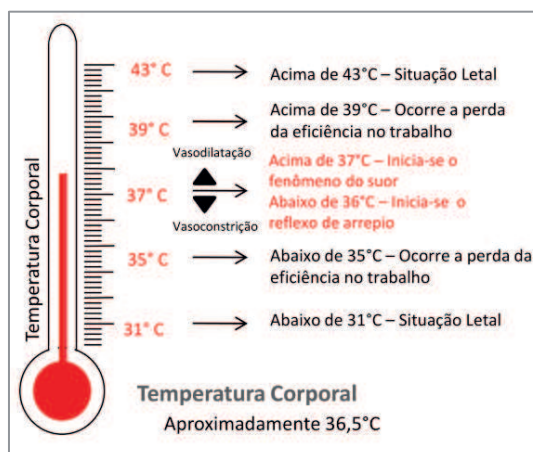 43° C
Acima de 43°C – Situação Letal
39° C
Acima de 39°C – Ocorre a perda
da eficiência no trabalho
Vasodilatação
37° C
Acima de 37°C – Inicia-se o
fenômeno do suor
Abaixo de 36°C – Inicia-se o
reflexo de arrepio
Vasoconstrição
35° C
Abaixo de 35°C – Ocorre a perda da
eficiência no trabalho
31° C
Abaixo de 31°C – Situação Letal
Temperatura Corporal
Temperatura Corporal
Aproximadamente 36,5°C